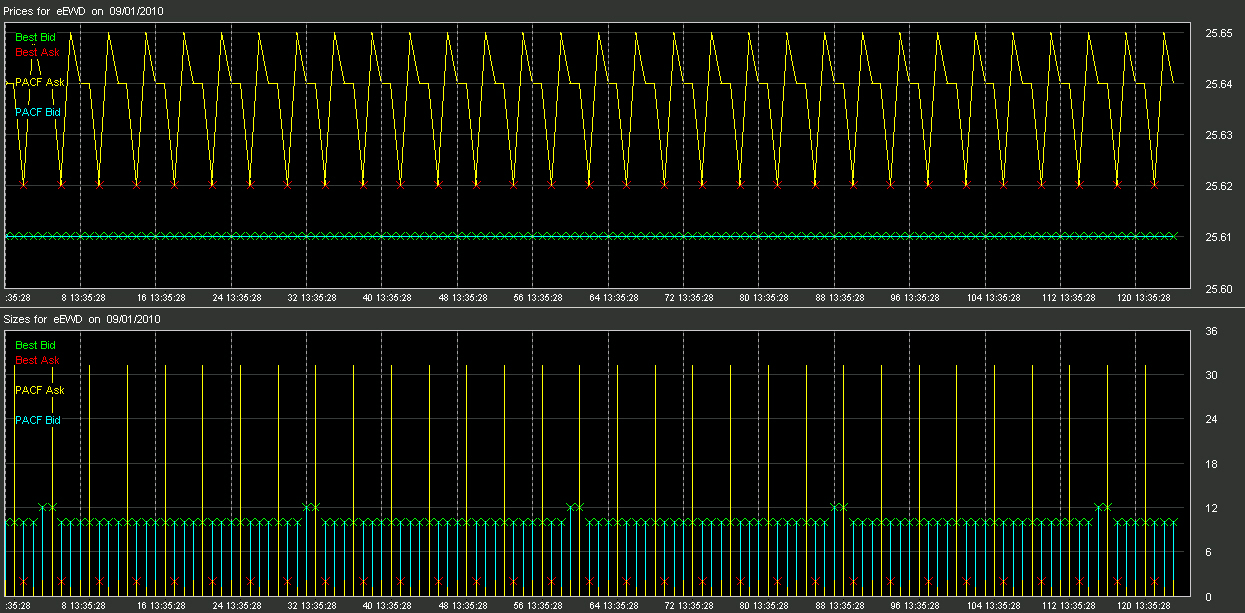 Prices for eEWD on 09/01/2010
Best Bid
Best Ask
PACF Ask
PACF Bid
25.65
25.64
25.63
25.62
25.61
25.60
:35:28 8 13:35:28 16 13:35:28 24 13:35:28 32 13:35:28 40 13:35:28 48 13:35:28 56 13:35:28 64 13:35:28 72 13:35:28 80 13:35:28 88 13:35:28 96 13:35:28 104 13:35:28 112 13:35:28 120 13:35:28
Sizes for eEWD on 09/01/2010
Best Bid
Best Ask
PACF Ask
PACF Bid
36
30
24
18
12
6
0
:35:28 8 13:35:28 16 13:35:28 24 13:35:28 32 13:35:28 40 13:35:28 48 13:35:28 56 13:35:28 64 13:35:28 72 13:35:28 80 13:35:28 88 13:35:28 96 13:35:28 104 13:35:28 112 13:35:28 120 13:35:28